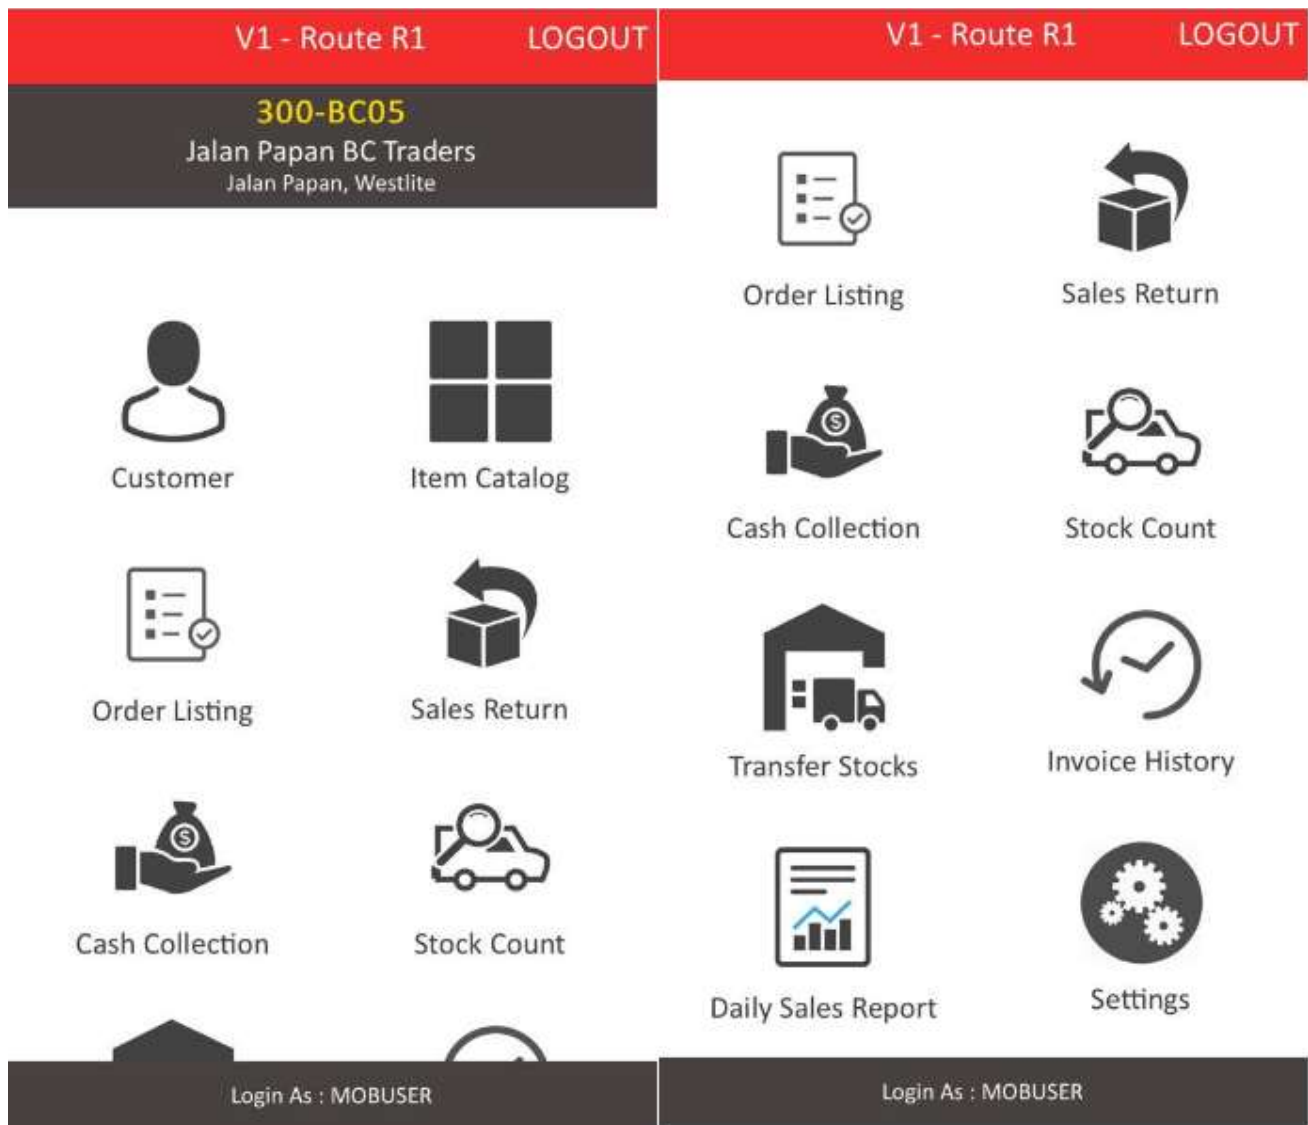 V1 - Route R1 LOGOUT
300-BC05
Jalan Papan BC Traders
Jalan Papan, Westlite
Customer Item Catalog
Order Listing Sales Return
Cash Collection Stock Count
Login As : MOBUSER
V1 - Route R1 LOGOUT
Order Listing Sales Return
Cash Collection Stock Count
Transfer Stocks Invoice History
Daily Sales Report Settings
Login As : MOBUSER